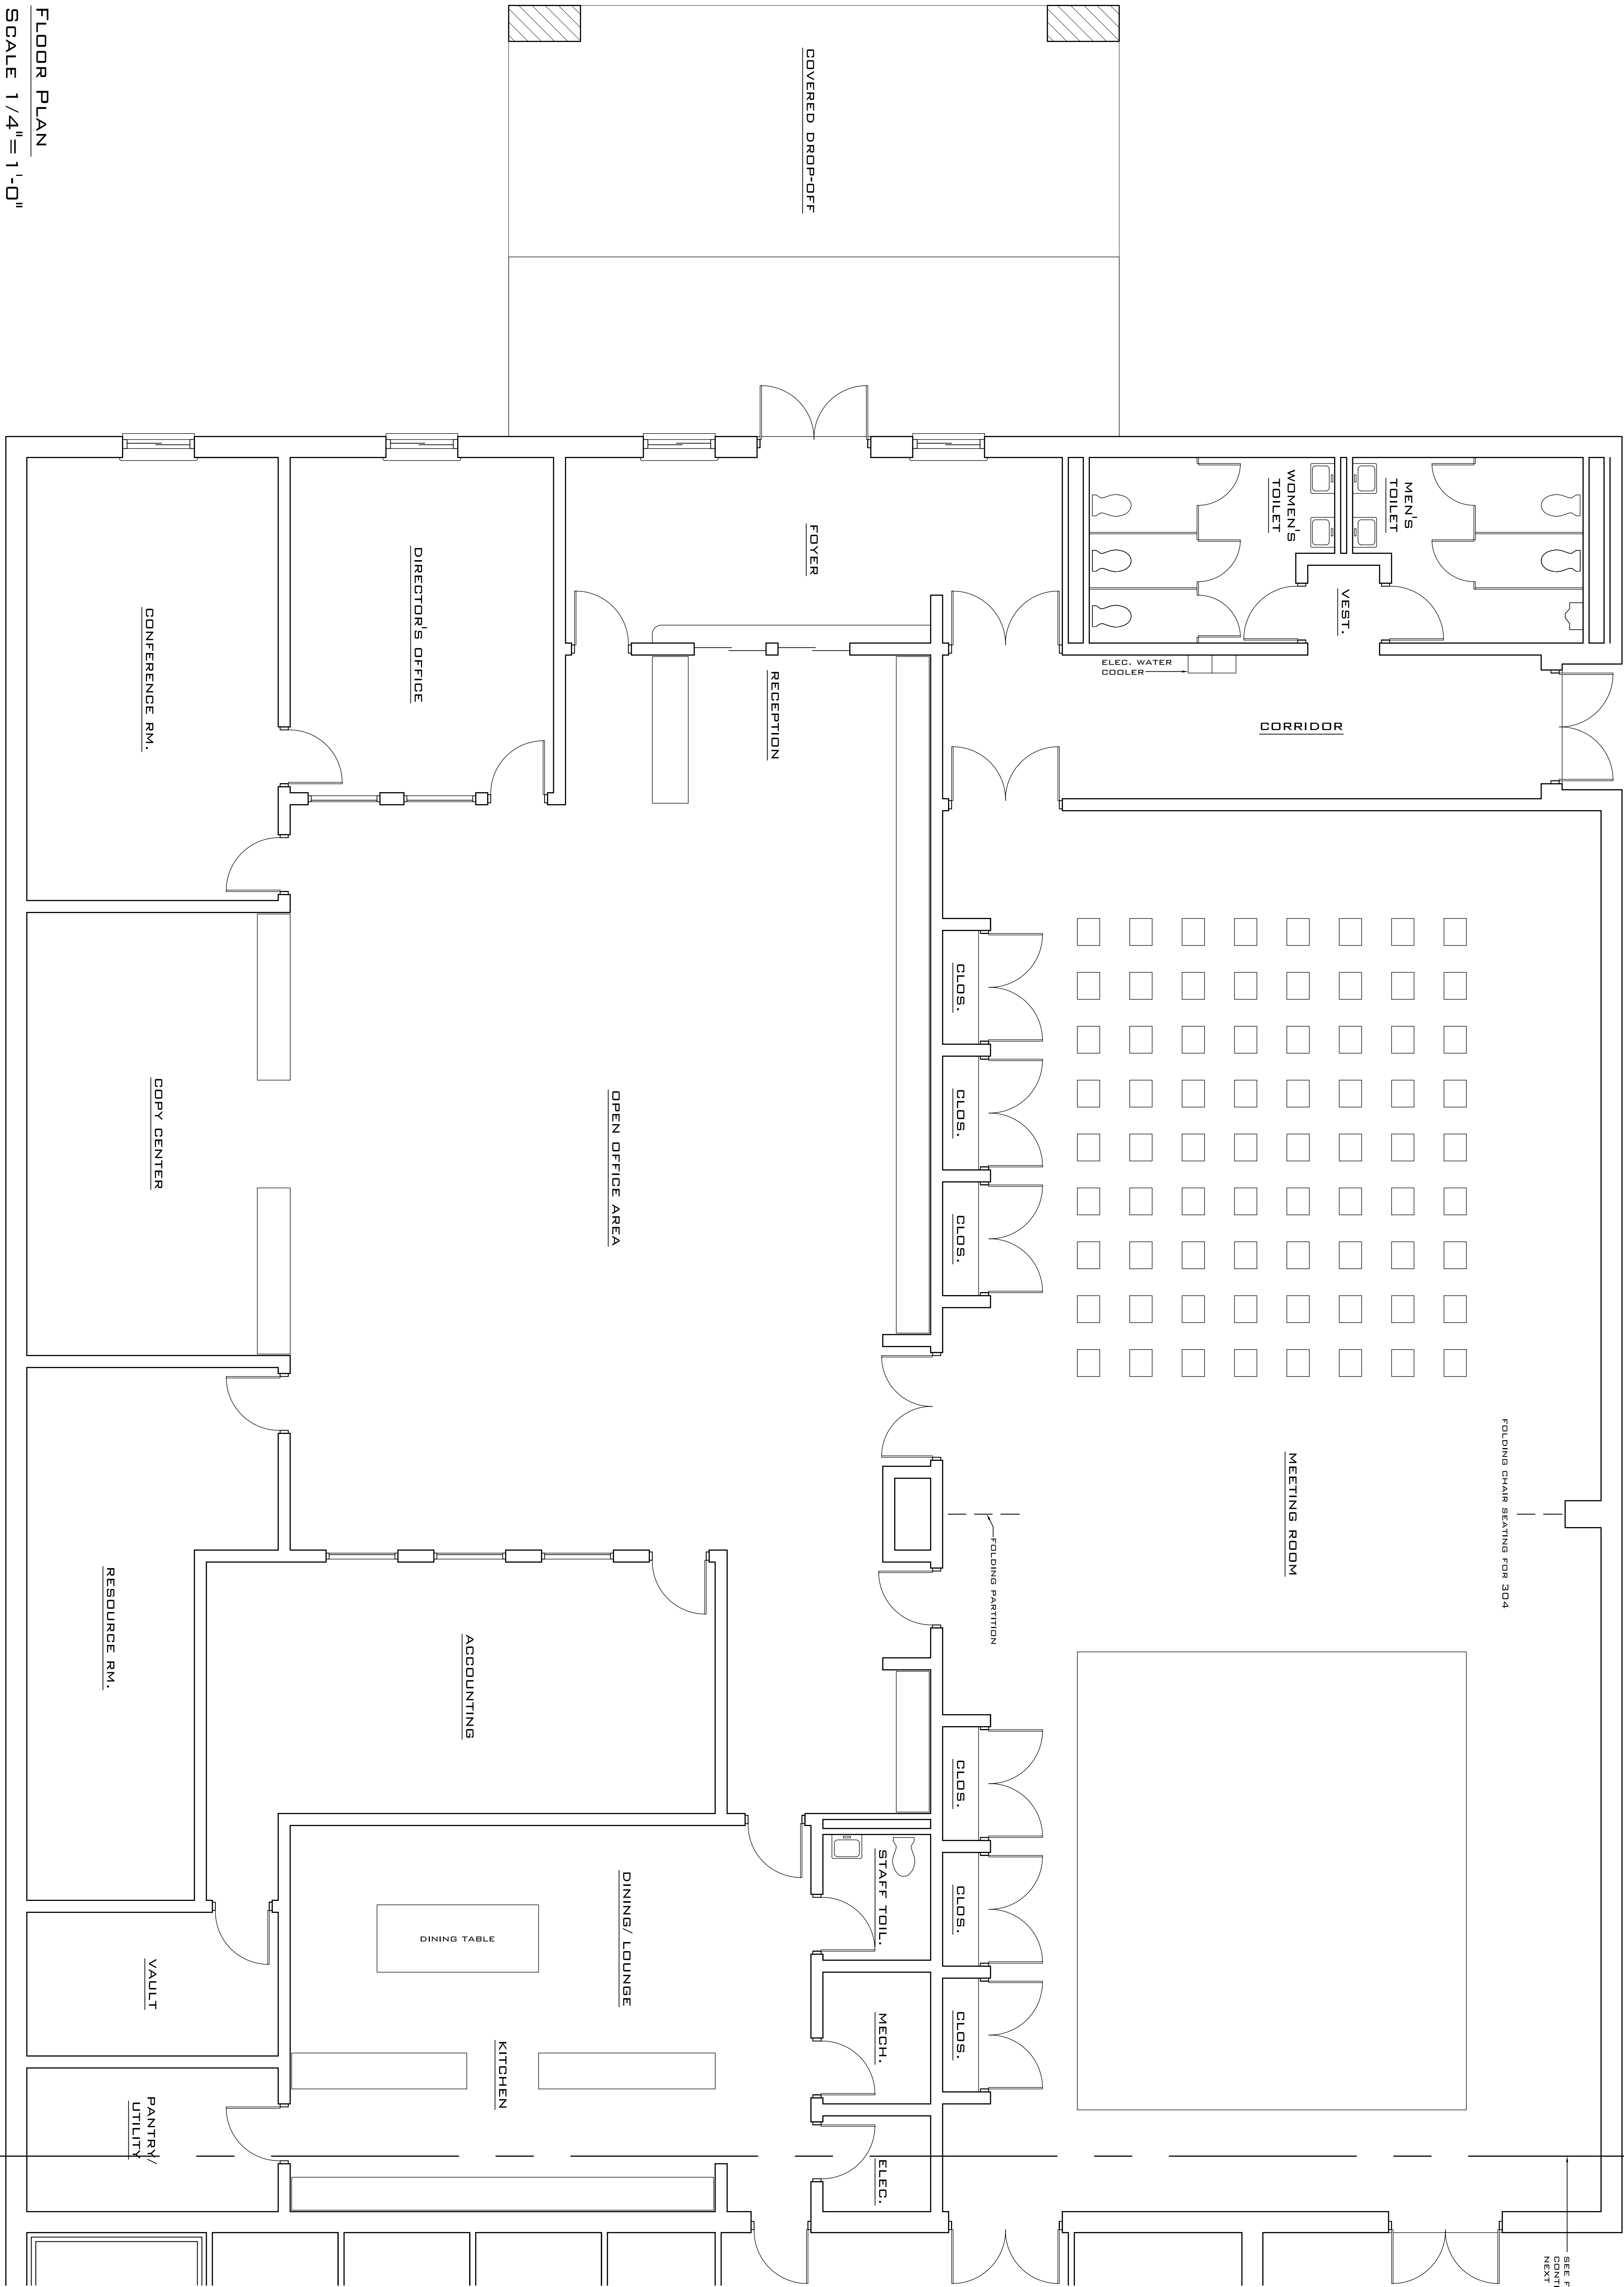 FLOOR PLAN
SCALE 1/4"=1'-0"
COVERED DROP-OFF
FOYER
WOMEN'S
TOILET
MEN'S
TOILET
VEST.
ELEC. WATER
COOLER
CORRIDOR
CONFERENCE RM.
DIRECTOR'S OFFICE
RECEPTION
COPY CENTER
OPEN OFFICE AREA
CLOS.
CLOS.
CLOS.
MEETING ROOM
FOLDING CHAIR SEATING FOR 304
FOLDING PARTITION
RESOURCE RM.
ACCOUNTING
CLOS.
CLOS.
CLOS.
STAFF TOIL.
MECH.
ELEC.
DINING/ LOUNGE
DINING TABLE
KITCHEN
VAULT
PANTRY/
UTILITY
SEE
NEXT